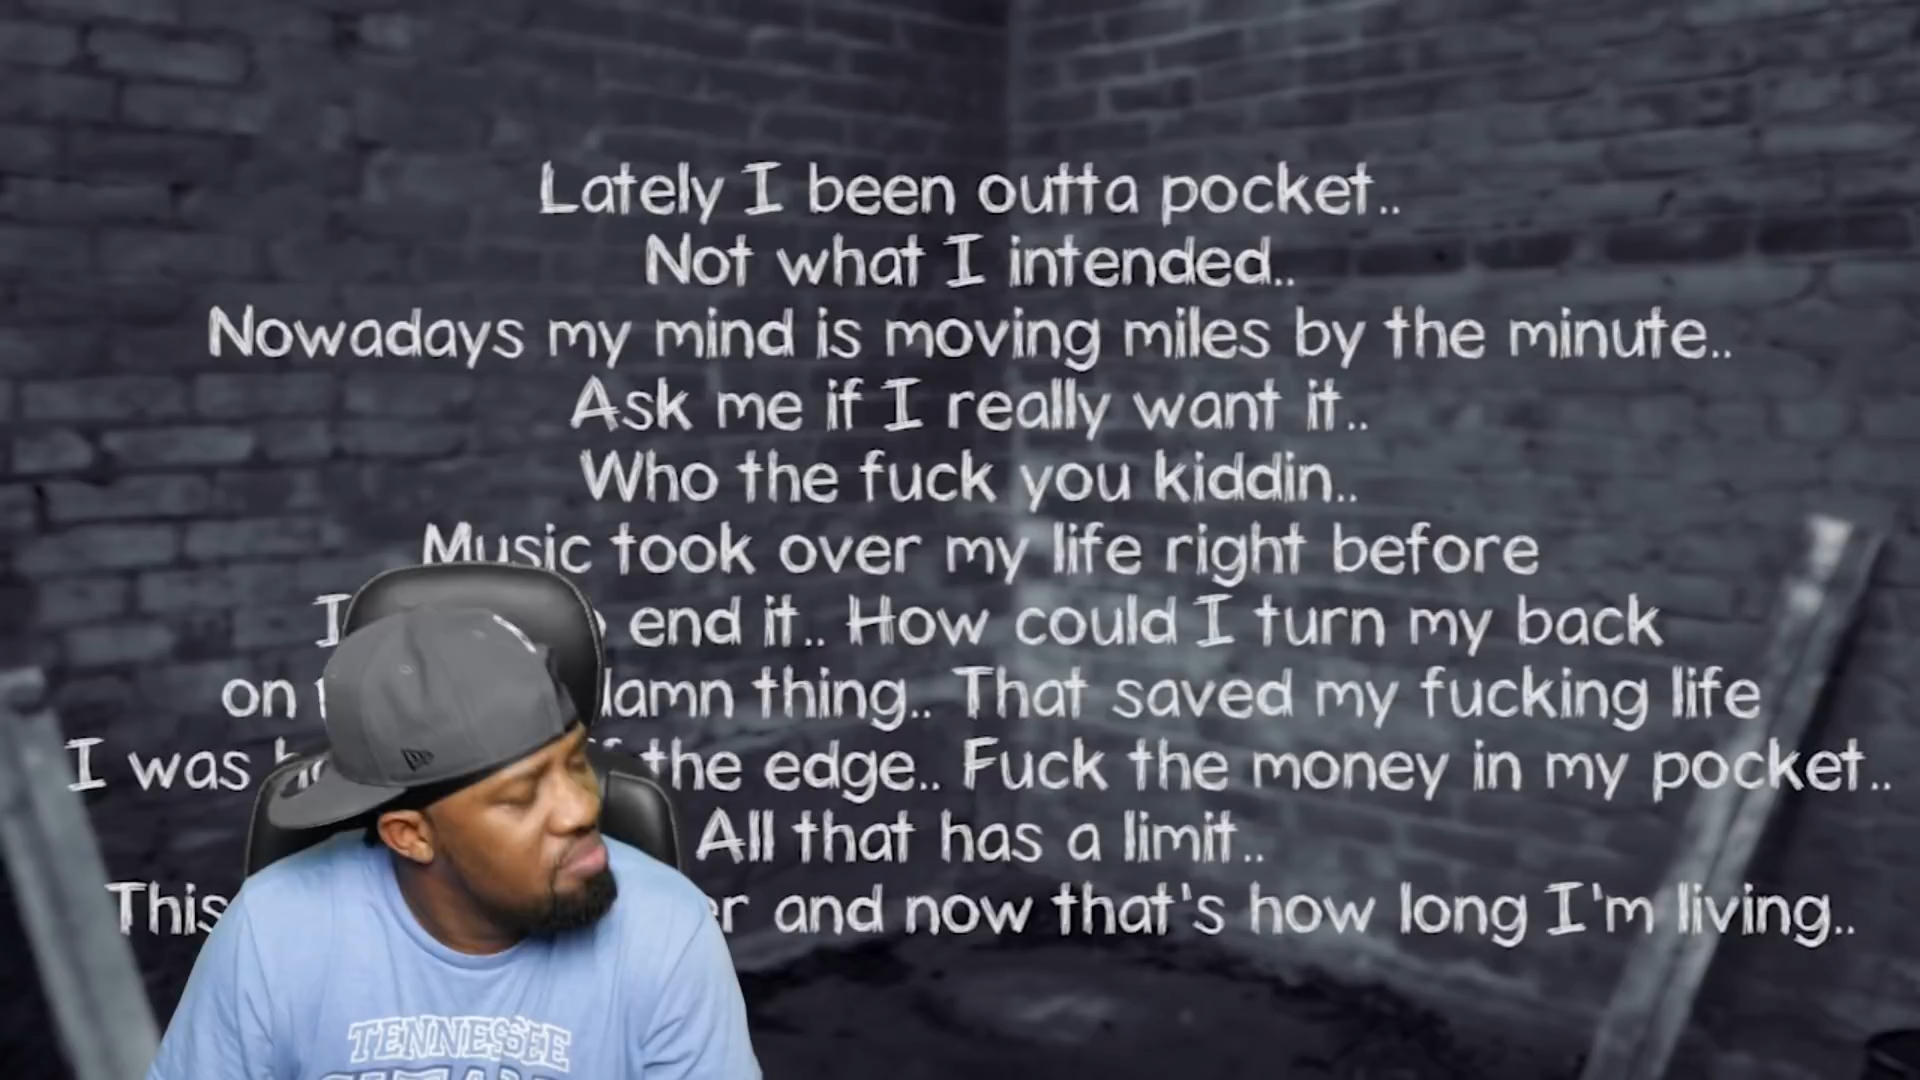 Lately I been outta pocket..
Not what I intended..
Nowadays my mind is moving miles by the minute..
Ask me if I really want it..
Who the fuck you kiddin..
Music took over my life right before
I end it.. How could I turn my back
on damn thing.. That saved my fucking life
I was the edge.. Fuck the money in my pocket..
All that has a limit..
This and now that's how long I'm living..
TENNESSEE